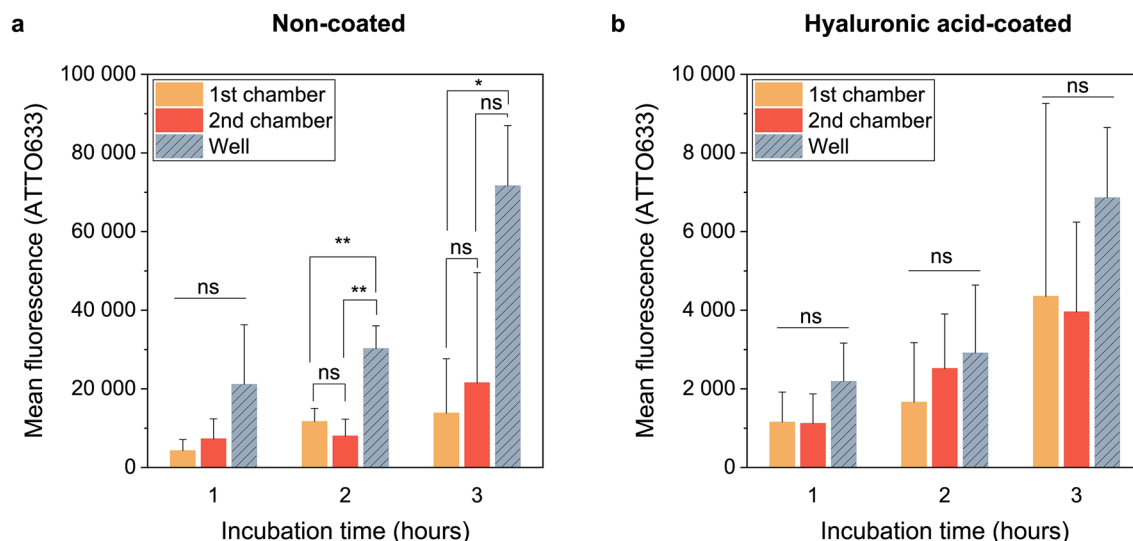 a
Non-coated
100 000
80 000
60 000
40 000
20 000
0
Mean fluorescence (ATTO633)
1st chamber
2nd chamber
Well
ns
**
**
ns
*
ns
ns
1
2
3
Incubation time (hours)
b
Hyaluronic acid-coated
10 000
8 000
6 000
4 000
2 000
0
Mean fluorescence (ATTO633)
1st chamber
2nd chamber
Well
ns
ns
ns
1
2
3
Incubation time (hours)